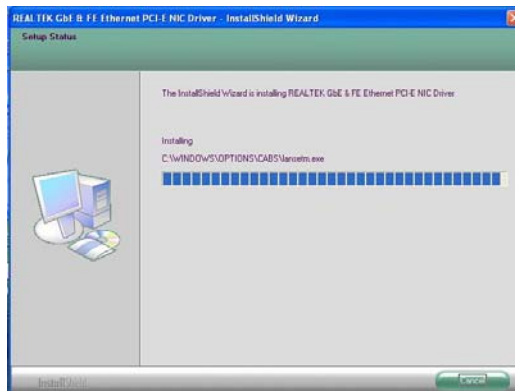 REALTEK GbE & FE Ethernet PCI-E NIC Driver - InstallShield Wizard
Setup Status
The InstallShield Wizard is installing REALTEK GbE & FE Ethernet PCI-E NIC Driver
Installing
C:\WINDOWS\OPTIONS\CABS\lansetm.exe
InstallShield
Cancel